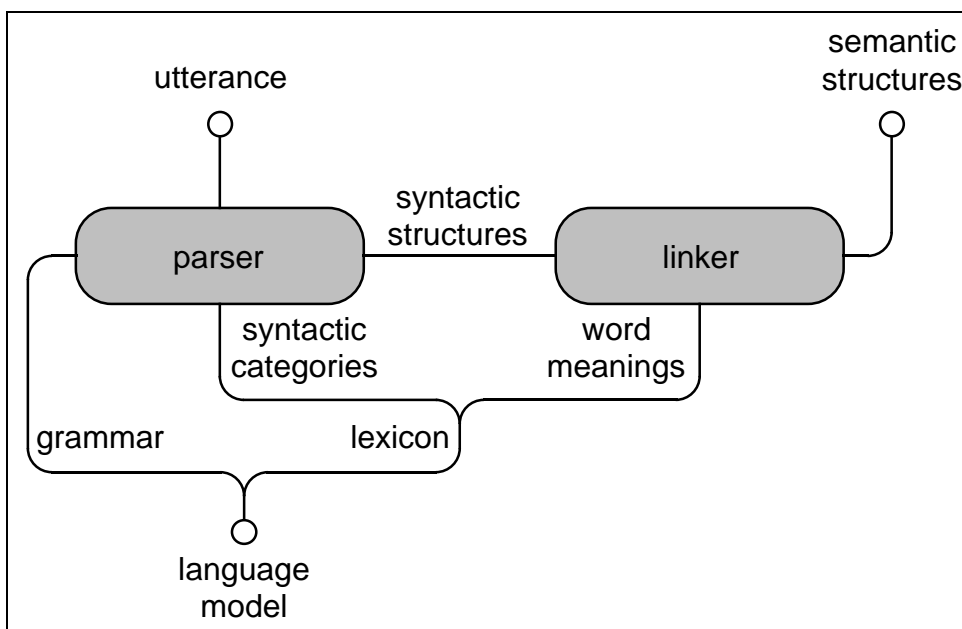 semantic
structures
utterance
syntactic
structures
parser
linker
syntactic
categories
word
meanings
grammar
lexicon
language
model